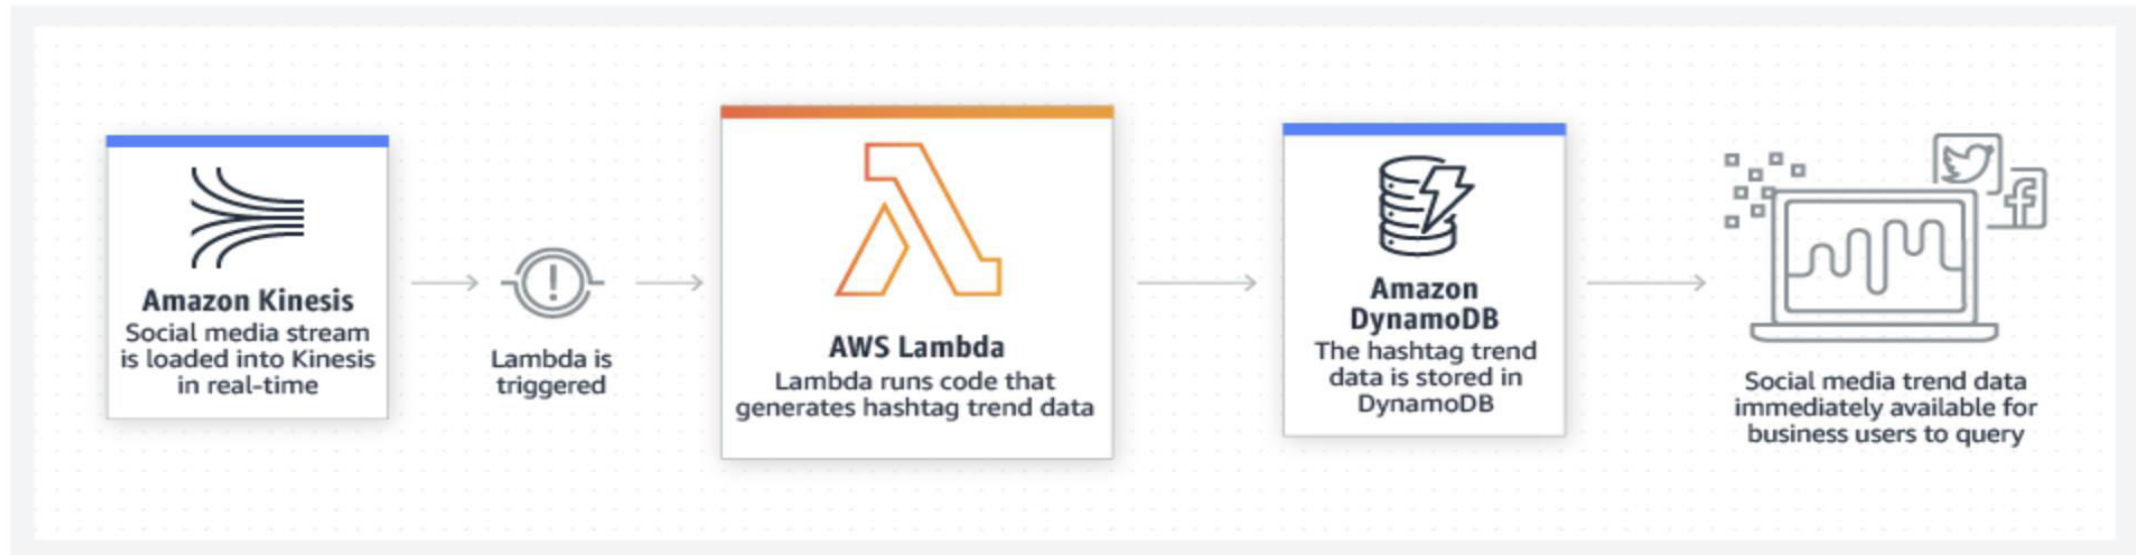 Amazon Kinesis
Social media stream
is loaded into Kinesis
in real-time
Lambda is
triggered
AWS Lambda
Lambda runs code that
generates hashtag trend data
Amazon
DynamoDB
The hashtag trend
data is stored in
DynamoDB
Social media trend data
immediately available for
business users to query